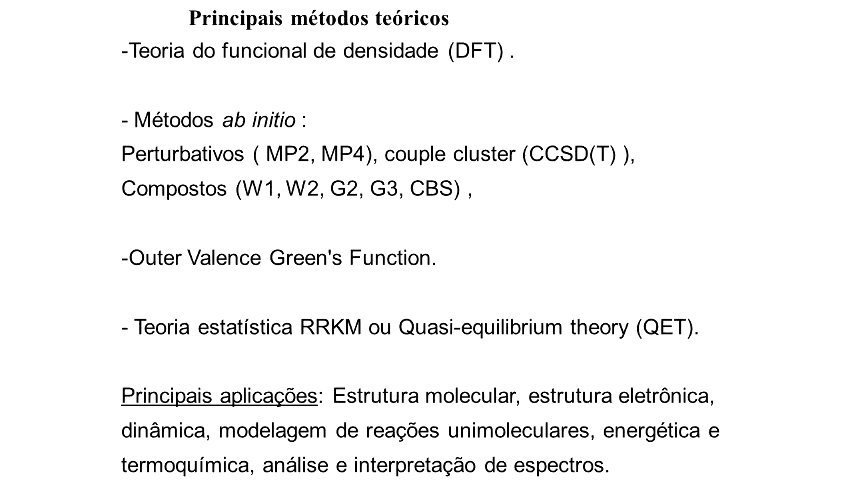 Principais métodos teóricos
-Teoria do funcional de densidade (DFT) .
- Métodos ab initio :
Perturbativos ( MP2, MP4), couple cluster (CCSD(T) ),
Compostos (W1, W2, G2, G3, CBS) ,
-Outer Valence Green's Function.
- Teoria estatística RRKM ou Quasi-equilibrium theory (QET).
Principais aplicações: Estrutura molecular, estrutura eletrônica,
dinâmica, modelagem de reações unimoleculares, energética e
termoquímica, análise e interpretação de espectros.